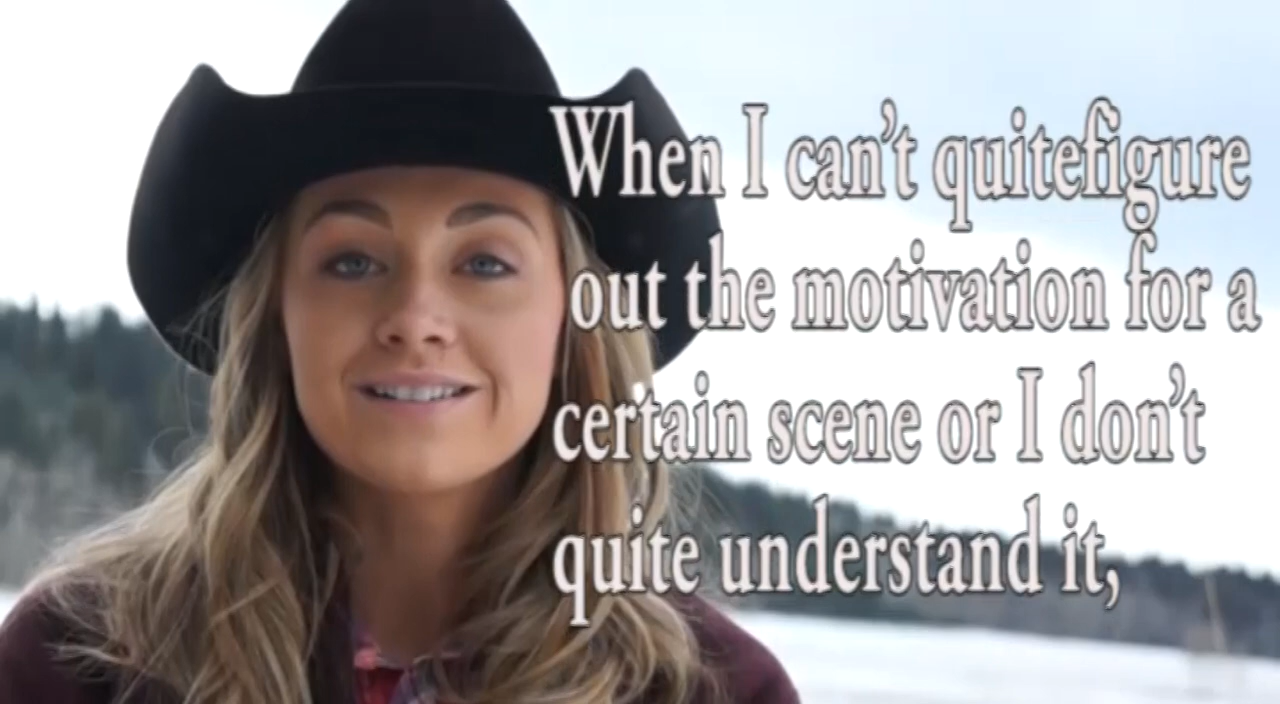 When I can't quitefigure
out the motivation for a
certain scene or I don't
quite understand it,